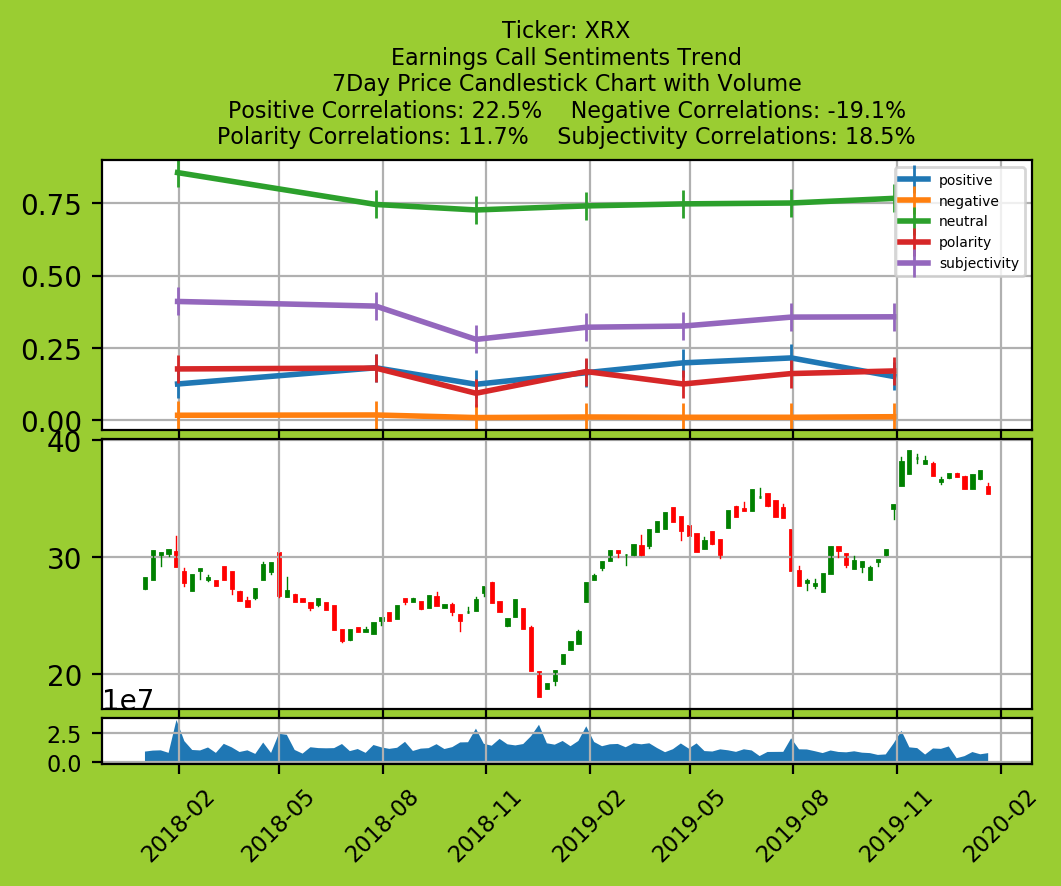 Ticker: XRX
Earnings Call Sentiments Trend
7Day Price Candlestick Chart with Volume
Positive Correlations: 22.5%    Negative Correlations: -19.1%
Polarity Correlations: 11.7%    Subjectivity Correlations: 18.5%
0.75
0.50
0.25
0.00
positive
negative
neutral
polarity
subjectivity
40
30
20
1e7
2.5
0.0
2018-02
2018-05
2018-08
2018-11
2019-02
2019-05
2019-08
2019-11
2020-02